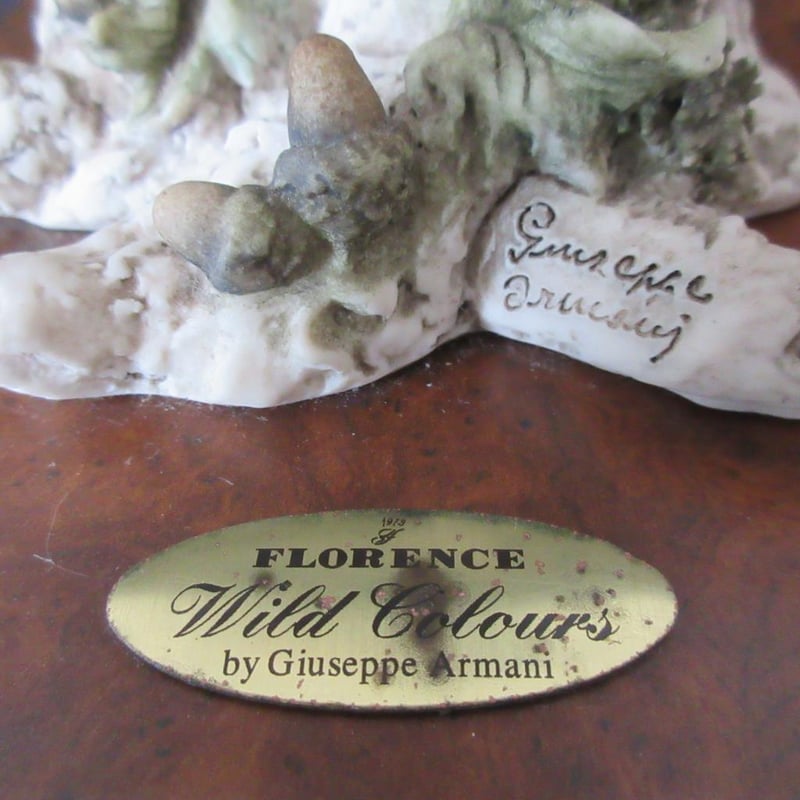 Giuseppe
Armani
1973
FLORENCE
Wild Colours
by Giuseppe Armani